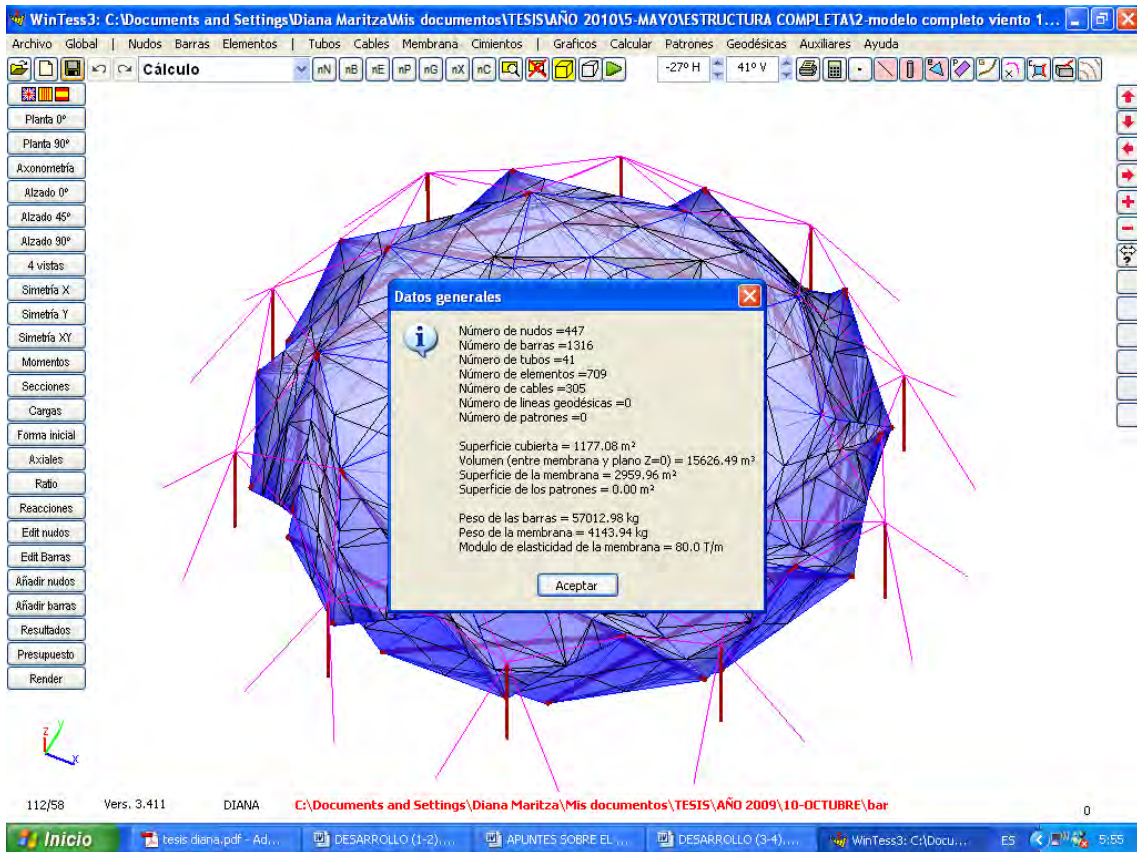 WinTess3: C:\Documents and Settings\Diana Maritza\Mis documentos\TESIS\AÑO 2010\5-MAYO\ESTRUCTURA COMPLETA\2-modelo completo viento 1...
Archivo Global | Nudos Barras Elementos | Tubos Cables Membrana Cimientos | Graficos Calcular Patrones Geodésicas Auxiliares Ayuda
Cálculo nN nB nE nP nG nX nC -27º H 41º V
Planta 0º
Planta 90º
Axonometría
Alzado 0º
Alzado 45º
Alzado 90º
4 vistas
Simetría X
Simetría Y
Simetría XY
Momentos
Secciones
Cargas
Forma inicial
Axiales
Ratio
Reacciones
Edit nudos
Edit Barras
Añadir nudos
Añadir barras
Resultados
Presupuesto
Render
Datos generales
Número de nudos =447
Número de barras =1316
Número de tubos =41
Número de elementos =709
Número de cables =305
Número de lineas geodésicas =0
Número de patrones =0
Superficie cubierta = 1177.08 m²
Volumen (entre membrana y plano Z=0) = 15626.49 m³
Superficie de la membrana = 2959.96 m²
Superficie de los patrones = 0.00 m²
Peso de las barras = 57012.98 kg
Peso de la membrana = 4143.94 kg
Modulo de elasticidad de la membrana = 80.0 T/m
Aceptar
z y
x
112/58 Vers. 3.411 DIANA C:\Documents and Settings\Diana Maritza\Mis documentos\TESIS\AÑO 2009\10-OCTUBRE\bar 0
Inicio tesis diana.pdf - Ad... DESARROLLO (1-2).... APUNTES SOBRE EL ... DESARROLLO (3-4).... WinTess3: C:\Docu... ES 5:55